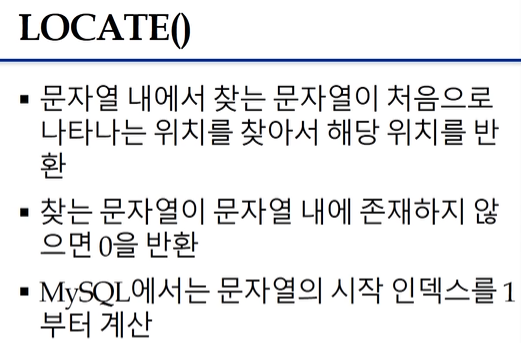 LOCATE()
▪ 문자열 내에서 찾는 문자열이 처음으로
나타나는 위치를 찾아서 해당 위치를 반
환
▪ 찾는 문자열이 문자열 내에 존재하지 않
으면 0을 반환
▪ MySQL에서는 문자열의 시작 인덱스를 1
부터 계산